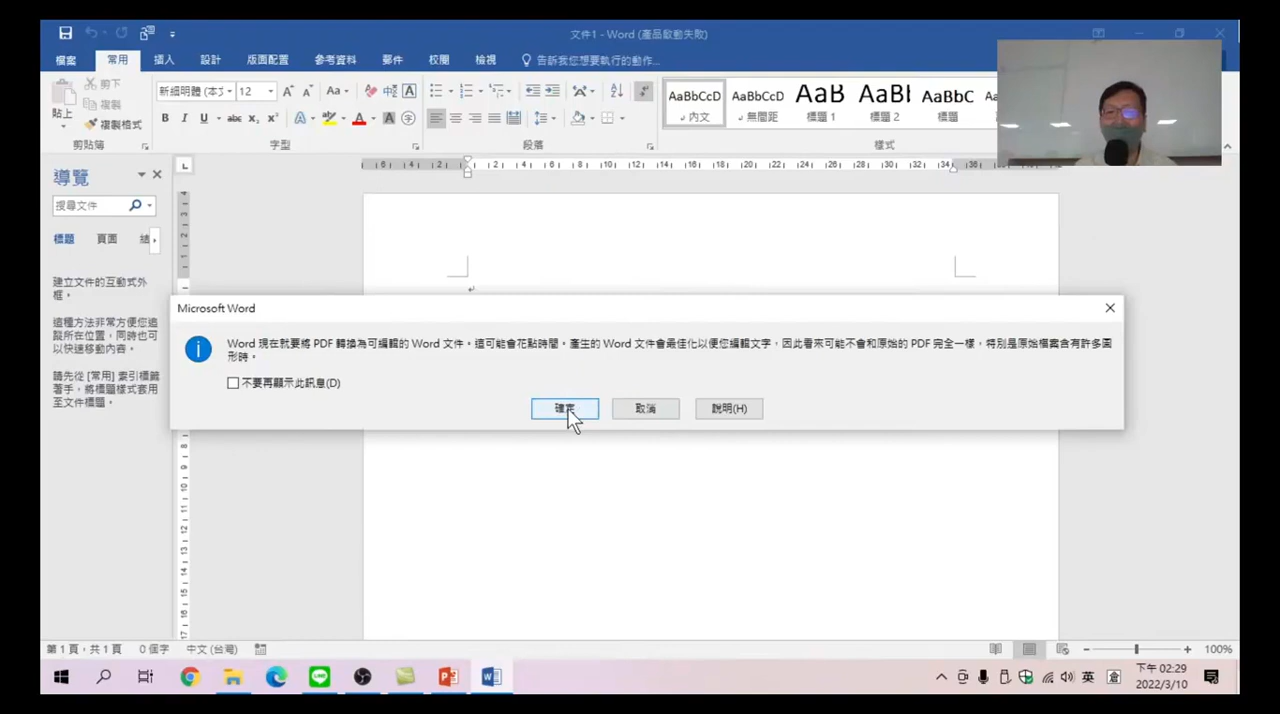 文件1 - Word (產品啟動失敗)
檔案 常用 插入 設計 版面配置 參考資料 郵件 校閱 檢視 告訴我您想要執行的動作...
貼上 剪下 複製 複製格式
新細明體 (本文 12
AaBbCcD AaBbCcD AaB AaBb AaBbC
內文 無間距 標題 1 標題 2 標題
剪貼簿 字型 段落 樣式
導覽
搜尋文件
標題 頁面
建立文件的互動式外
框。
這種方法非常方便您追
蹤所在位置,同時也可
以快速移動內容。
請先從 [常用] 索引標籤
著手,將標題樣式套用
至文件標題。
Microsoft Word
Word 現在就要將 PDF 轉換為可編輯的 Word 文件。這可能會花點時間。產生的 Word 文件會最佳化以便您編輯文字,因此看來可能不會和原始的 PDF 完全一樣,特別是原始檔案含有許多圖
形時。
不要再顯示此訊息(D)
確定 取消 說明(H)
第 1 頁,共 1 頁 0 個字 中文 (台灣) 100%
英 倉 下午 02:29
2022/3/10